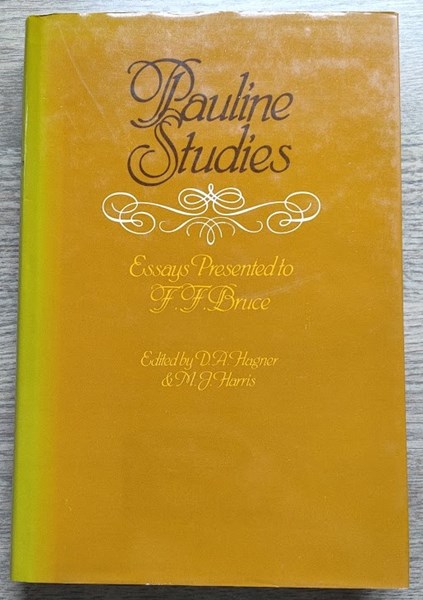 Pauline
Studies
Essays Presented to
F. F. Bruce
Edited by D. A. Hagner
& M. J. Harris